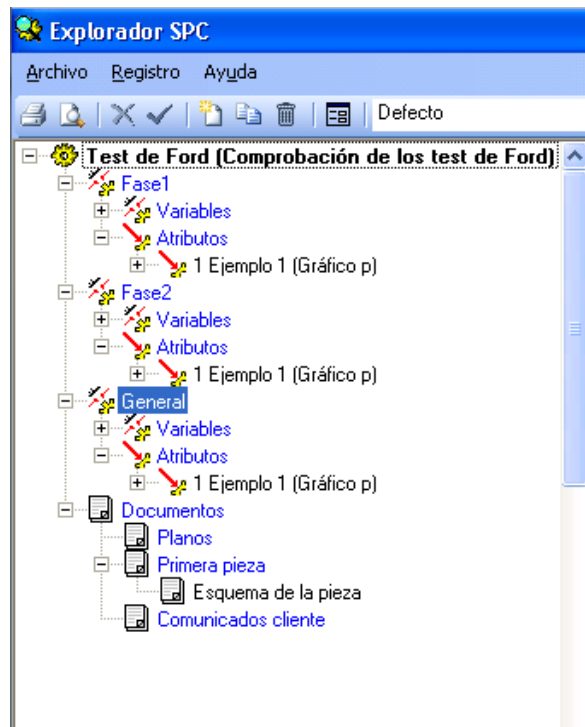 Explorador SPC
Archivo Registro Ayuda
Defecto
Test de Ford (Comprobación de los test de Ford)
Fase1
Variables
Atributos
1 Ejemplo 1 (Gráfico p)
Fase2
Variables
Atributos
1 Ejemplo 1 (Gráfico p)
General
Variables
Atributos
1 Ejemplo 1 (Gráfico p)
Documentos
Planos
Primera pieza
Esquema de la pieza
Comunicados cliente